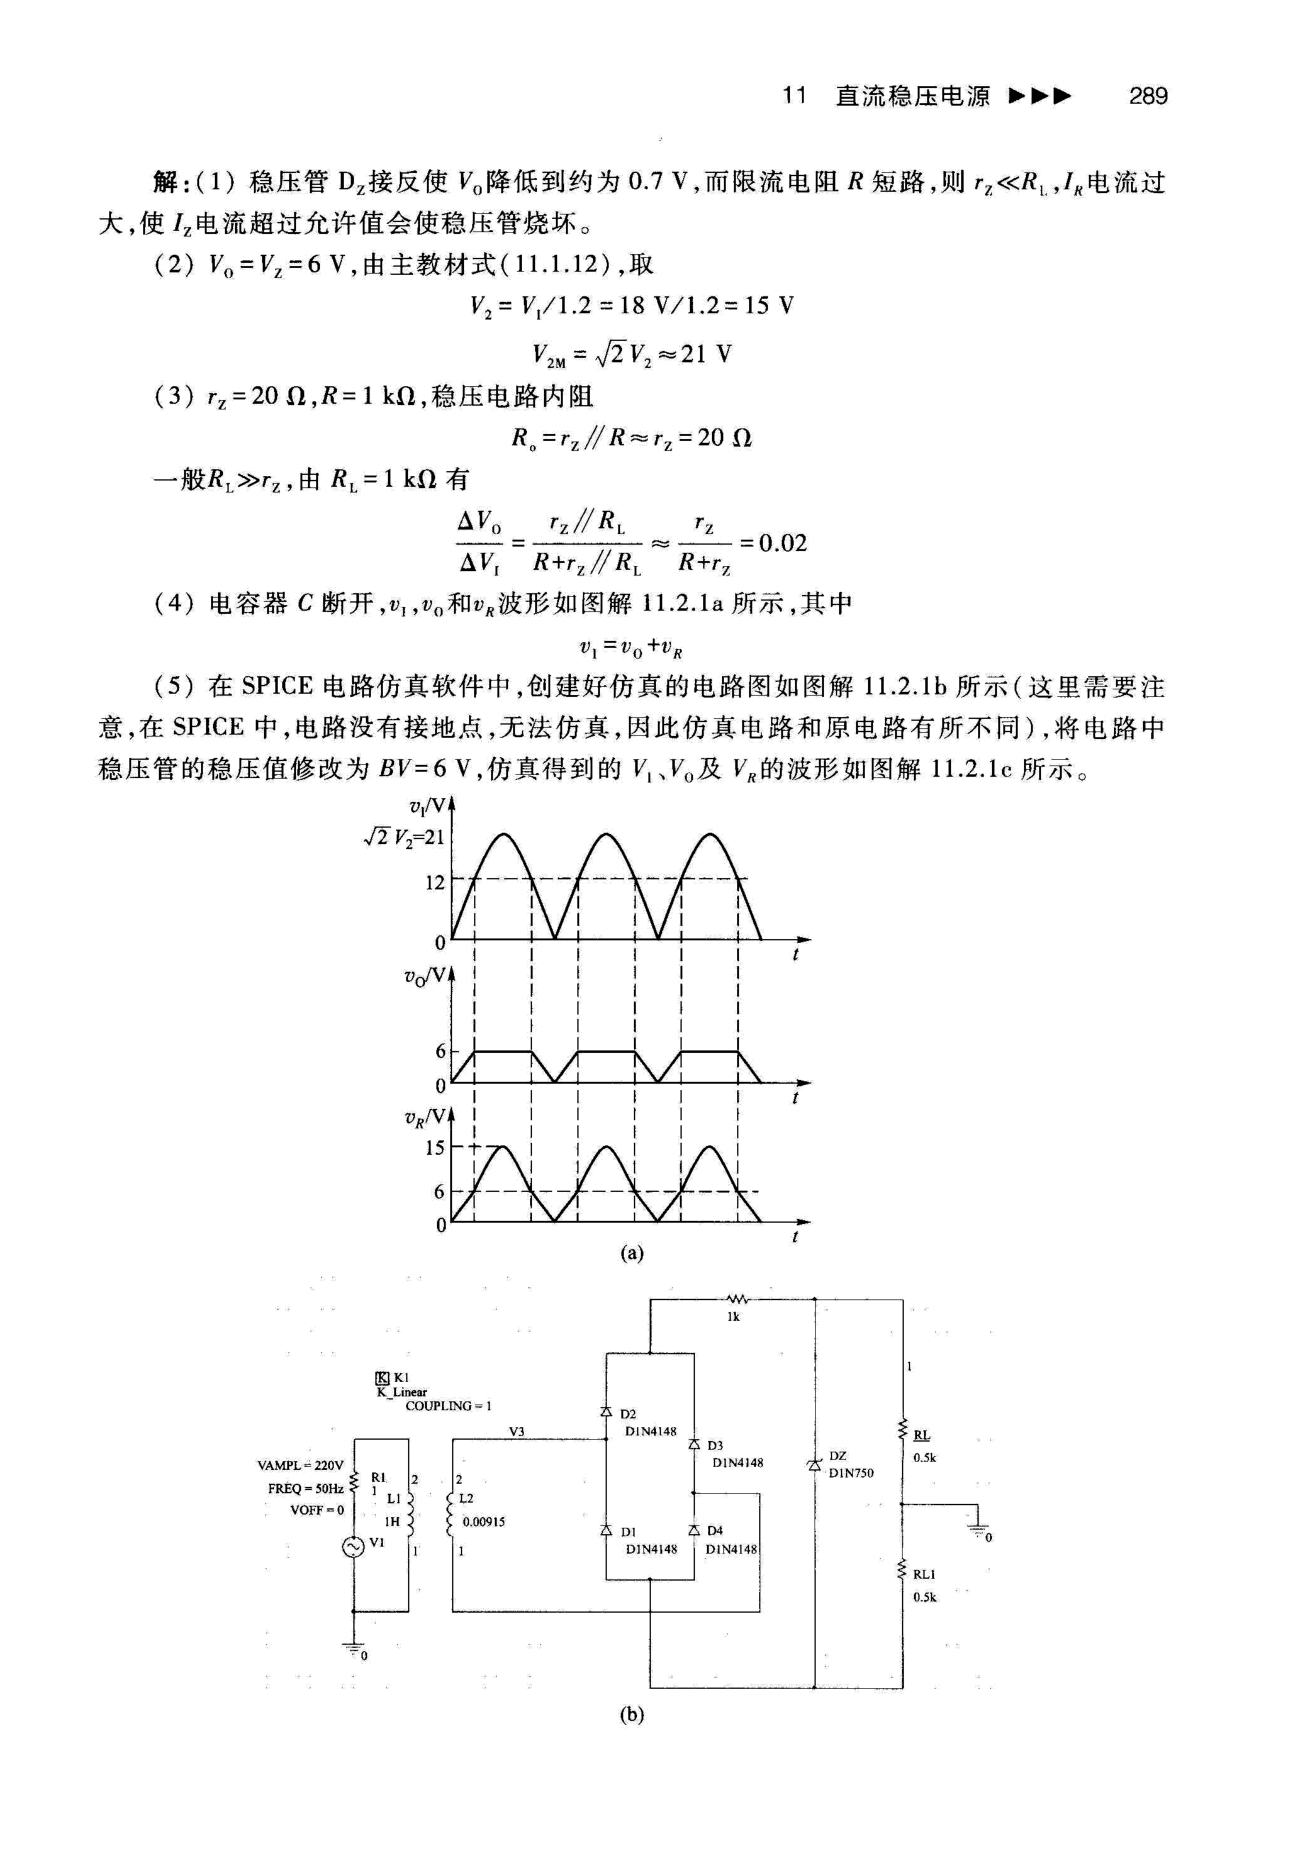 11 直流稳压电源 ▶▶▶ 289
解:(1) 稳压管 D_Z接反使 V_O降低到约为 0.7 V,而限流电阻 R 短路,则 r_Z≪R_L,I_R电流过
大,使 I_Z电流超过允许值会使稳压管烧坏。
(2) V_O=V_Z=6 V,由主教材式(11.1.12),取
V_2=V_I/1.2=18 V/1.2=15 V
V_2M=√2V_2≈21 V
(3) r_Z=20 Ω,R=1 kΩ,稳压电路内阻
R_o=r_Z//R≈r_Z=20 Ω
一般R_L≫r_Z,由 R_L=1 kΩ 有
ΔV_O/ΔV_I=(r_Z//R_L)/(R+r_Z//R_L)≈r_Z/(R+r_Z)=0.02
(4) 电容器 C 断开,v_I,v_O和v_R波形如图解 11.2.1a 所示,其中
v_I=v_O+v_R
(5) 在 SPICE 电路仿真软件中,创建好仿真的电路图如图解 11.2.1b 所示(这里需要注
意,在 SPICE 中,电路没有接地点,无法仿真,因此仿真电路和原电路有所不同),将电路中
稳压管的稳压值修改为 BV=6 V,仿真得到的 V_I、V_O及 V_R的波形如图解 11.2.1c 所示。
v_I/V
√2V_2=21
12
0
t
v_O/V
6
0
t
v_R/V
15
6
0
t
(a)
1k
K K1
K_Linear
COUPLING=1
1
D2
D1N4148
V3
RL
0.5k
D3
D1N4148
DZ
D1N750
VAMPL=220V
FREQ=50Hz
VOFF=0
R1
1
2
L1
1H
1
2
L2
0.00915
1
V1
D1
D1N4148
D4
D1N4148
0
RL1
0.5k
0
(b)